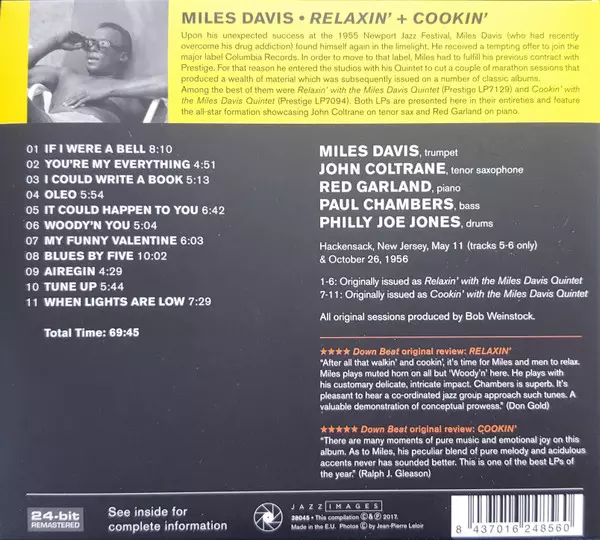 MILES DAVIS • RELAXIN' + COOKIN'
Upon his unexpected success at the 1955 Newport Jazz Festival, Miles Davis (who had recently
overcome his drug addiction) found himself again in the limelight. He received a tempting offer to join the
major label Columbia Records. In order to move to that label, Miles had to fulfill his previous contract with
Prestige. For that reason he entered the studios with his Quintet to cut a couple of marathon sessions that
produced a wealth of material which was subsequently issued on a number of classic albums.
Among the best of them were Relaxin' with the Miles Davis Quintet (Prestige LP7129) and Cookin' with
the Miles Davis Quintet (Prestige LP7094). Both LPs are presented here in their entireties and feature
the all-star formation showcasing John Coltrane on tenor sax and Red Garland on piano.
01 IF I WERE A BELL 8:10
02 YOU'RE MY EVERYTHING 4:51
03 I COULD WRITE A BOOK 5:13
04 OLEO 5:54
05 IT COULD HAPPEN TO YOU 6:42
06 WOODY'N YOU 5:04
07 MY FUNNY VALENTINE 6:03
08 BLUES BY FIVE 10:02
09 AIREGIN 4:29
10 TUNE UP 5:44
11 WHEN LIGHTS ARE LOW 7:29
Total Time: 69:45
MILES DAVIS, trumpet
JOHN COLTRANE, tenor saxophone
RED GARLAND, piano
PAUL CHAMBERS, bass
PHILLY JOE JONES, drums
Hackensack, New Jersey, May 11 (tracks 5-6 only)
& October 26, 1956
1-6: Originally issued as Relaxin' with the Miles Davis Quintet
7-11: Originally issued as Cookin' with the Miles Davis Quintet
All original sessions produced by Bob Weinstock.
★★★★ Down Beat original review: RELAXIN'
"After all that walkin' and cookin', it's time for Miles and men to relax.
Miles plays muted horn on all but 'Woody'n' here. He plays with
his customary delicate, intricate impact. Chambers is superb. It's
pleasant to hear a co-ordinated jazz group approach such tunes. A
valuable demonstration of conceptual prowess." (Don Gold)
★★★★★ Down Beat original review: COOKIN'
"There are many moments of pure music and emotional joy on this
album. As to Miles, his peculiar blend of pure melody and acidulous
accents never has sounded better. This is one of the best LPs of
the year." (Ralph J. Gleason)
24-bit
REMASTERED
See inside for
complete information
JAZZ IMAGES
38045 • This compilation © & ℗ 2017.
Made in the E.U. Photos © by Jean-Pierre Leloir
8 437016 248560